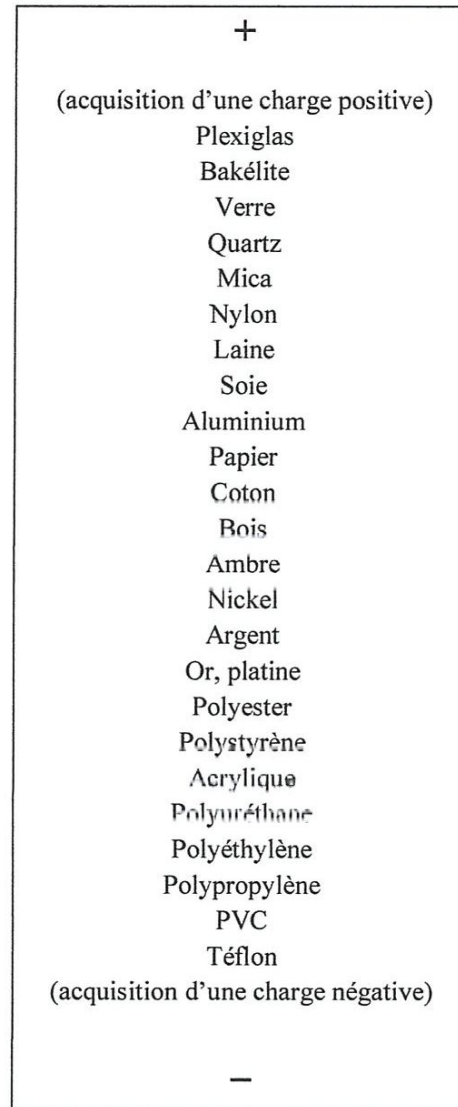 +
(acquisition d'une charge positive)
Plexiglas
Bakélite
Verre
Quartz
Mica
Nylon
Laine
Soie
Aluminium
Papier
Coton
Bois
Ambre
Nickel
Argent
Or, platine
Polyester
Polystyrène
Acrylique
Polyuréthane
Polyéthylène
Polypropylène
PVC
Téflon
(acquisition d'une charge négative)
–